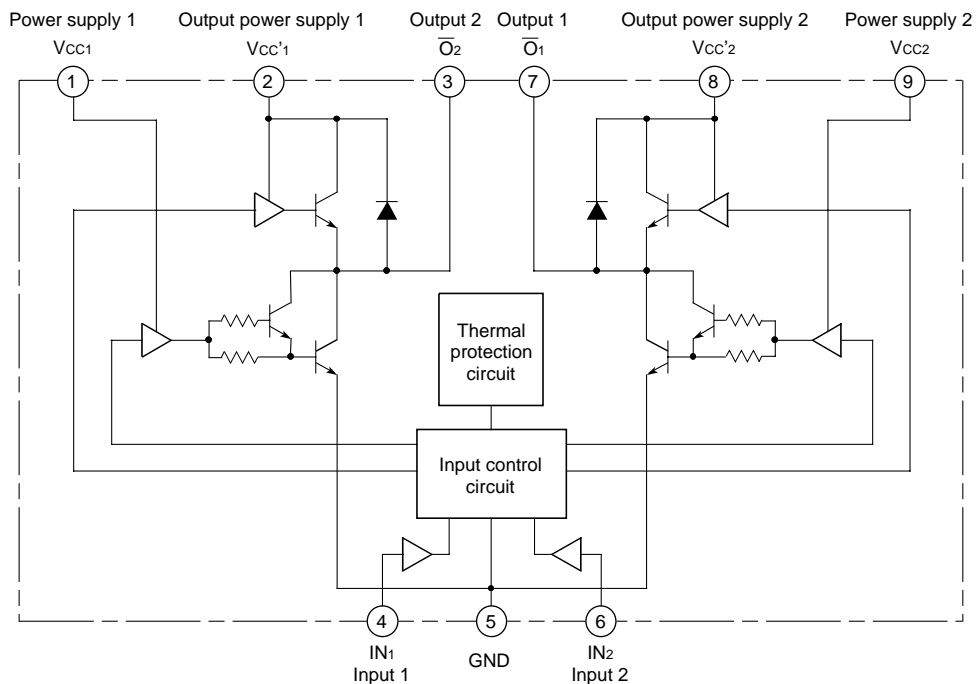 Power supply 1
Output power supply 1
Output 2
Output 1
Output power supply 2
Power supply 2
VCC1
VCC'1
O̅2
O̅1
VCC'2
VCC2
1
2
3
7
8
9
Thermal
protection
circuit
Input control
circuit
4
5
6
IN1
GND
IN2
Input 1
Input 2